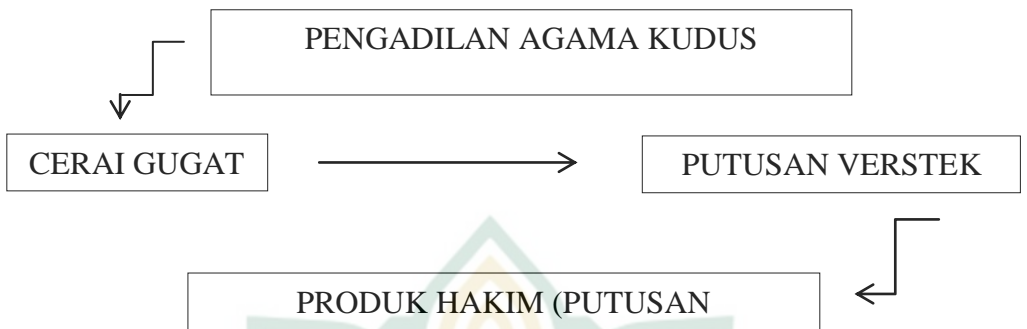 PENGADILAN AGAMA KUDUS
CERAI GUGAT
PUTUSAN VERSTEK
PRODUK HAKIM (PUTUSAN